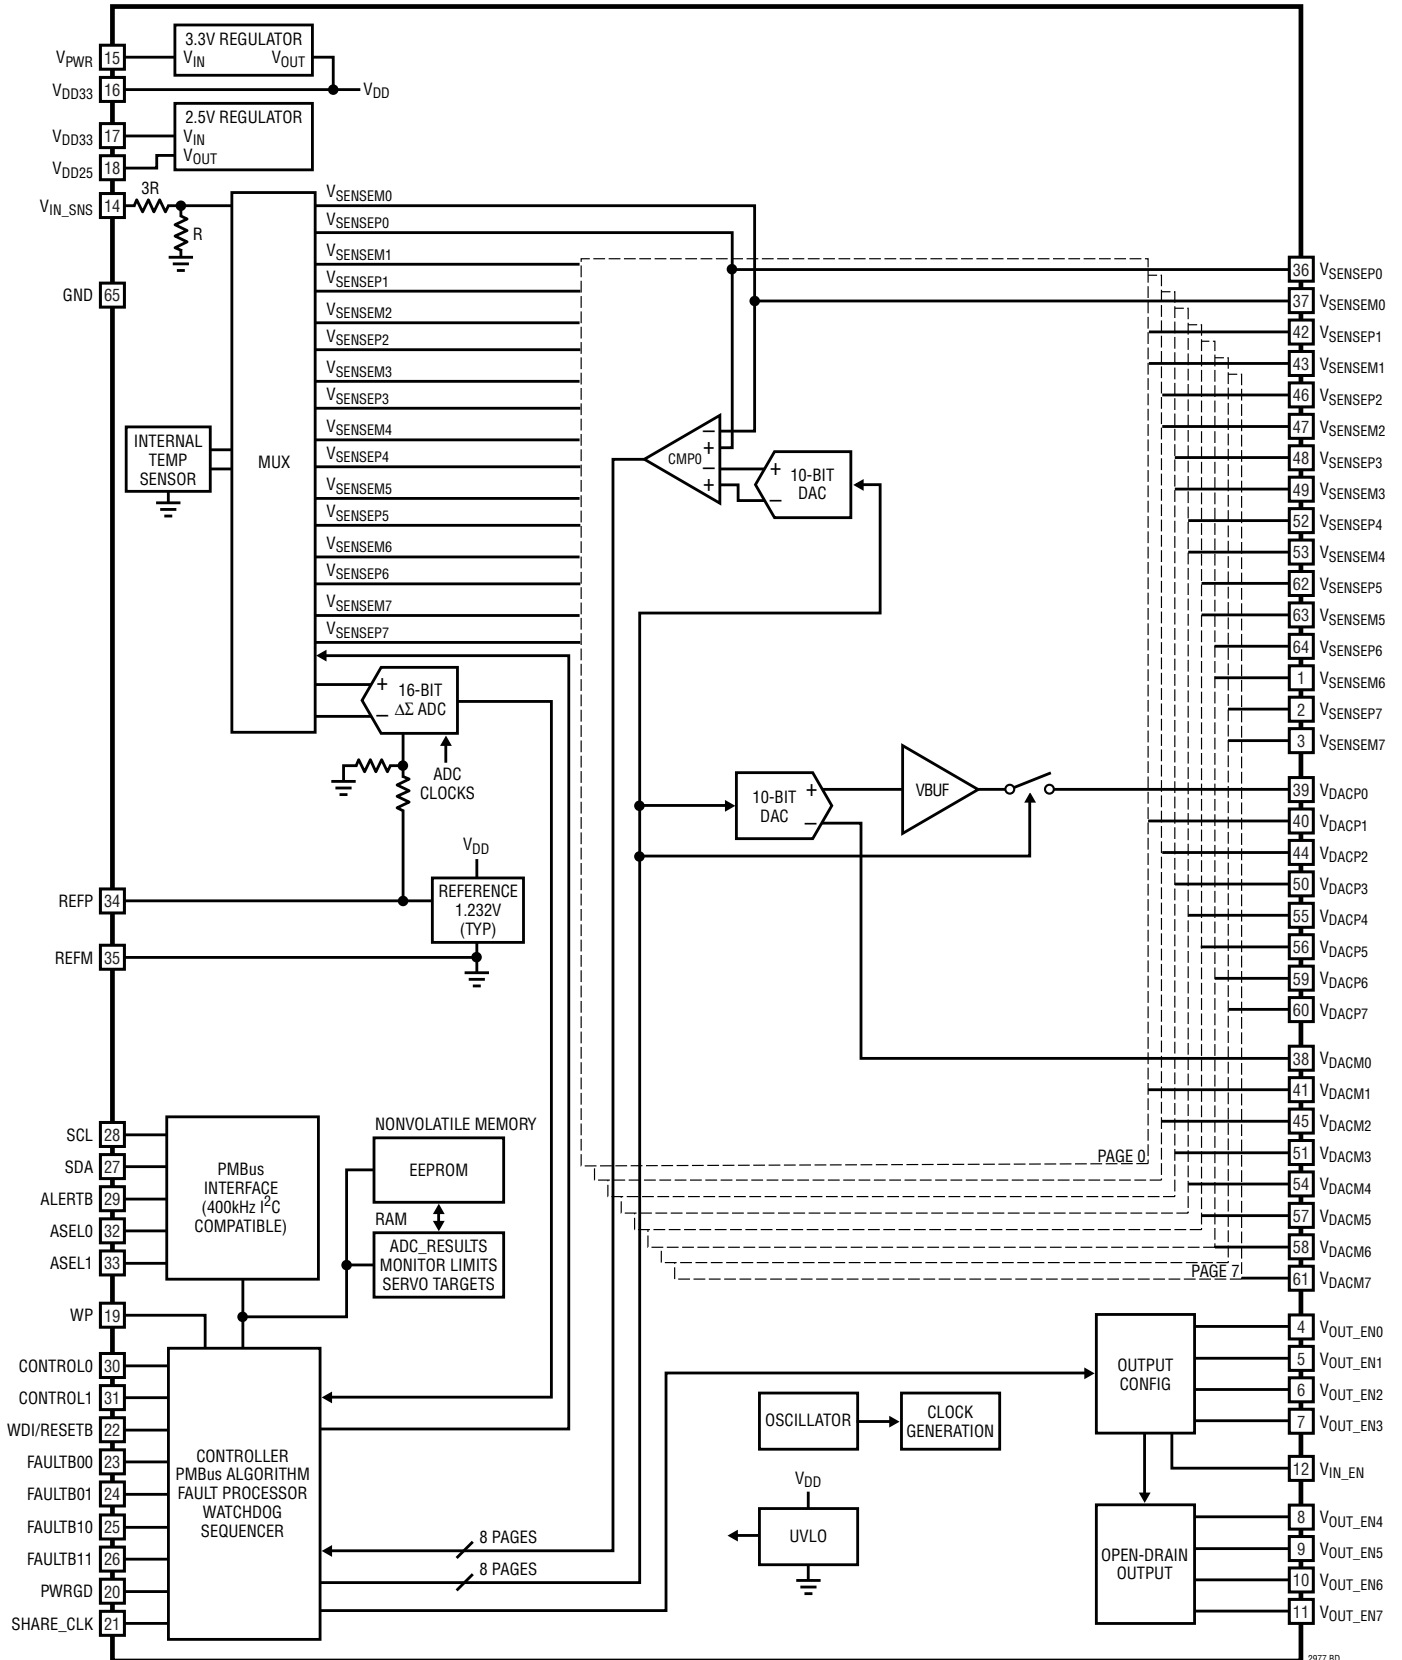 3.3V REGULATOR
VIN VOUT
VPWR 15
VDD33 16
VDD
2.5V REGULATOR
VIN
VOUT
VDD33 17
VDD25 18
VIN_SNS 14
3R
R
GND 65
INTERNAL
TEMP
SENSOR
MUX
VSENSEM0
VSENSEP0
VSENSEM1
VSENSEP1
VSENSEM2
VSENSEP2
VSENSEM3
VSENSEP3
VSENSEM4
VSENSEP4
VSENSEM5
VSENSEP5
VSENSEM6
VSENSEP6
VSENSEM7
VSENSEP7
+
–
16-BIT
ΔΣ ADC
ADC
CLOCKS
VDD
REFERENCE
1.232V
(TYP)
REFP 34
REFM 35
–
+
–
+
CMP0
+
–
10-BIT
DAC
10-BIT
DAC
+
–
VBUF
PAGE 0
PAGE 7
36 VSENSEP0
37 VSENSEM0
42 VSENSEP1
43 VSENSEM1
46 VSENSEP2
47 VSENSEM2
48 VSENSEP3
49 VSENSEM3
52 VSENSEP4
53 VSENSEM4
62 VSENSEP5
63 VSENSEM5
64 VSENSEP6
1 VSENSEM6
2 VSENSEP7
3 VSENSEM7
39 VDACP0
40 VDACP1
44 VDACP2
50 VDACP3
55 VDACP4
56 VDACP5
59 VDACP6
60 VDACP7
38 VDACM0
41 VDACM1
45 VDACM2
51 VDACM3
54 VDACM4
57 VDACM5
58 VDACM6
61 VDACM7
SCL 28
SDA 27
ALERTB 29
ASEL0 32
ASEL1 33
PMBus
INTERFACE
(400kHz I2C
COMPATIBLE)
NONVOLATILE MEMORY
EEPROM
RAM
ADC_RESULTS
MONITOR LIMITS
SERVO TARGETS
WP 19
CONTROL0 30
CONTROL1 31
WDI/RESETB 22
FAULTB00 23
FAULTB01 24
FAULTB10 25
FAULTB11 26
PWRGD 20
SHARE_CLK 21
CONTROLLER
PMBus ALGORITHM
FAULT PROCESSOR
WATCHDOG
SEQUENCER
8 PAGES
8 PAGES
OSCILLATOR
CLOCK
GENERATION
VDD
UVLO
OUTPUT
CONFIG
OPEN-DRAIN
OUTPUT
4 VOUT_EN0
5 VOUT_EN1
6 VOUT_EN2
7 VOUT_EN3
12 VIN_EN
8 VOUT_EN4
9 VOUT_EN5
10 VOUT_EN6
11 VOUT_EN7
2977 BD